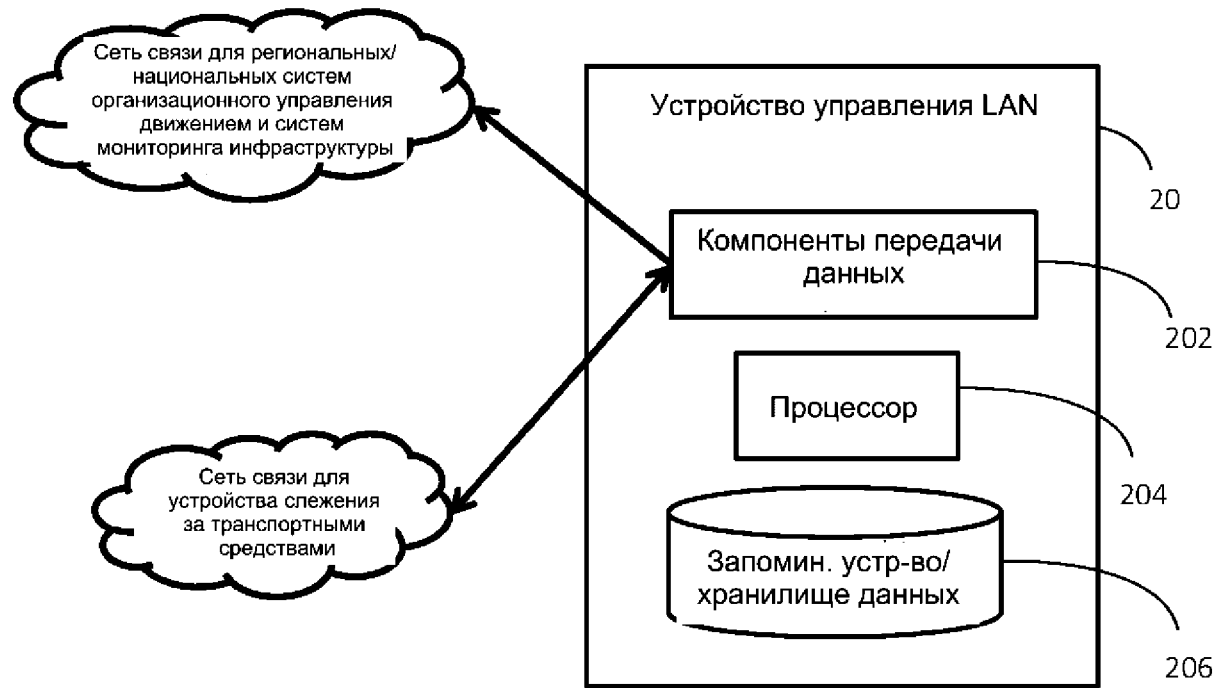 Сеть связи для региональных/
национальных систем
организационного управления
движением и систем
мониторинга инфраструктуры
Устройство управления LAN
20
Компоненты передачи
данных
202
Процессор
204
Сеть связи для
устройства слежения
за транспортными
средствами
Запомин. устр-во/
хранилище данных
206